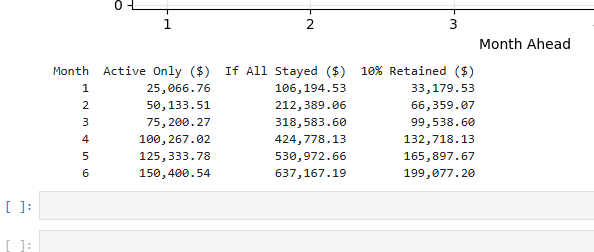 0
1 2 3
Month Ahead
Month Active Only ($) If All Stayed ($) 10% Retained ($)
1 25,066.76 106,194.53 33,179.53
2 50,133.51 212,389.06 66,359.07
3 75,200.27 318,583.60 99,538.60
4 100,267.02 424,778.13 132,718.13
5 125,333.78 530,972.66 165,897.67
6 150,400.54 637,167.19 199,077.20
[ ]:
[ ]: